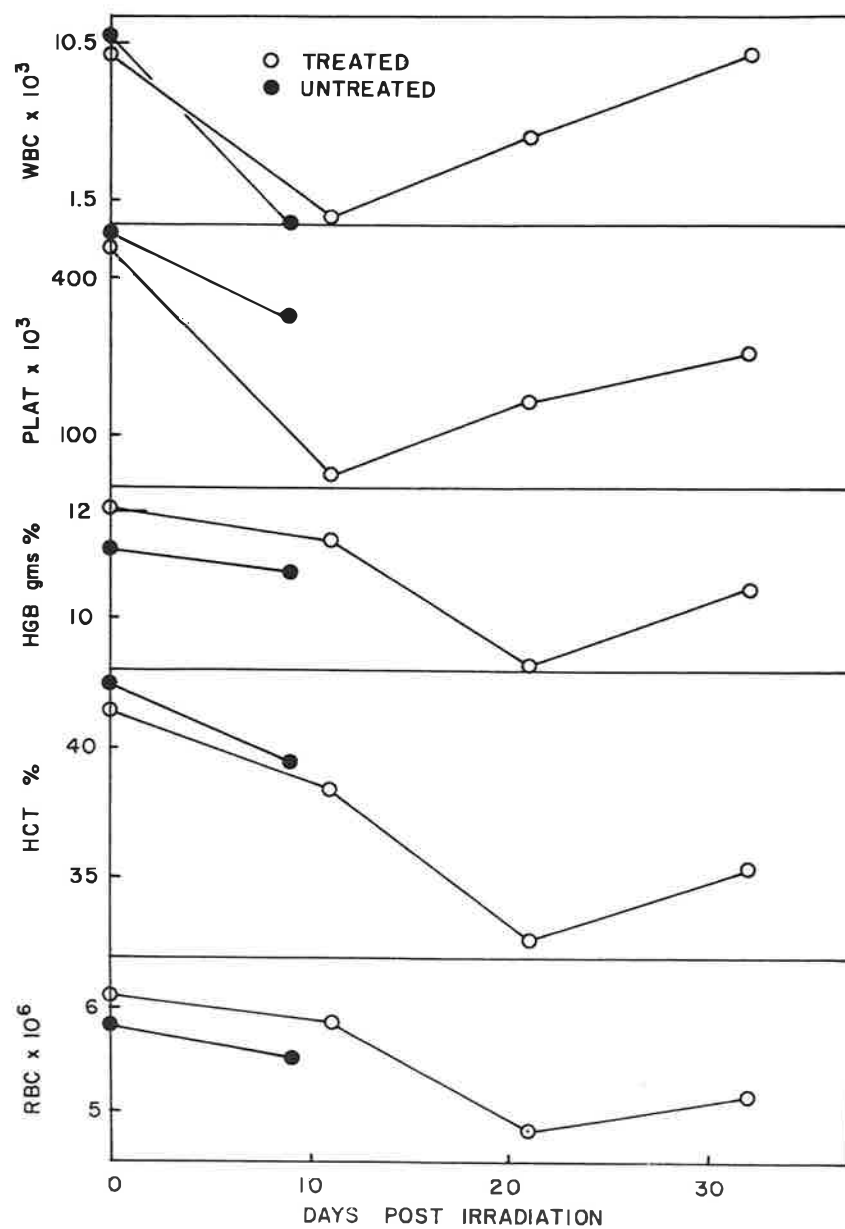 WBC x 10³
10.5
1.5
○ TREATED
● UNTREATED
PLAT x 10³
400
100
HGB gms %
12
10
HCT %
40
35
RBC x 10⁶
6
5
0 10 20 30
DAYS POST IRRADIATION